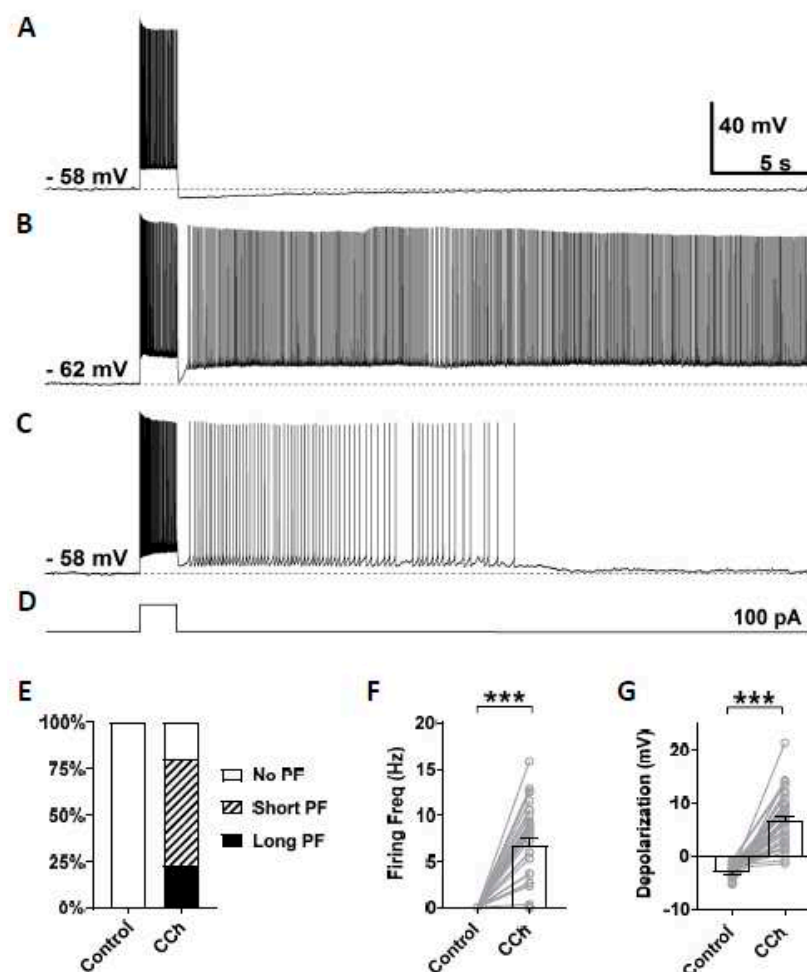 A
40 mV
5 s
- 58 mV
B
- 62 mV
C
- 58 mV
D
100 pA
E
100%
75%
50%
25%
0%
Control
CCh
No PF
Short PF
Long PF
F
***
Firing Freq (Hz)
20
15
10
5
0
Control
CCh
G
***
Depolarization (mV)
20
10
0
-10
Control
CCh